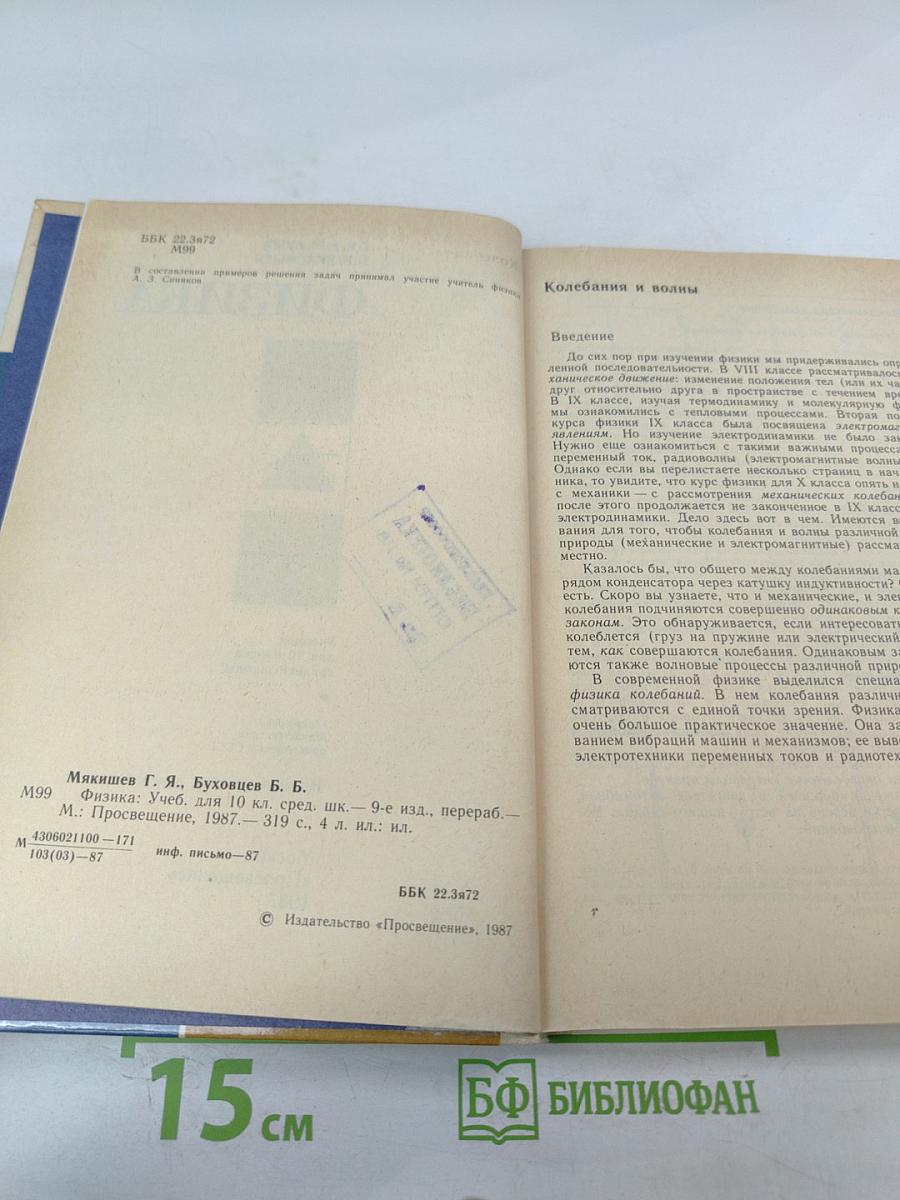 ББК 22.3я72
М99
В составлении примеров решения задач принимал участие учитель физики
А. З. Синяков
Мякишев Г. Я., Буховцев Б. Б.
М99 Физика: Учеб. для 10 кл. сред. шк.— 9-е изд., перераб.—
М.: Просвещение, 1987.— 319 с., 4 л. ил.: ил.
М 4306021100—171
103(03)—87
инф. письмо—87
ББК 22.3я72
© Издательство «Просвещение», 1987
Колебания и волны
Введение
До сих пор при изучении физики мы придерживались опр
ленной последовательности. В VIII классе рассматривалос
ханическое движение: изменение положения тел (или их ча
друг относительно друга в пространстве с течением вре
В IX классе, изучая термодинамику и молекулярную ф
мы ознакомились с тепловыми процессами. Вторая по
курса физики IX класса была посвящена электромаг
явлениям. Но изучение электродинамики не было зак
Нужно еще ознакомиться с такими важными процесса
переменный ток, радиоволны (электромагнитные волны
Однако если вы перелистаете несколько страниц в нач
ника, то увидите, что курс физики для X класса опять н
с механики — с рассмотрения механических колебан
после этого продолжается не законченное в IX класс
электродинамики. Дело здесь вот в чем. Имеются в
вания для того, чтобы колебания и волны различной
природы (механические и электромагнитные) рассма
местно.
Казалось бы, что общего между колебаниями ма
рядом конденсатора через катушку индуктивности?
есть. Скоро вы узнаете, что и механические, и эле
колебания подчиняются совершенно одинаковым к
законам. Это обнаруживается, если интересовать
колеблется (груз на пружине или электрический
тем, как совершаются колебания. Одинаковым за
ются также волновые процессы различной прир
В современной физике выделился специа
физика колебаний. В нем колебания различн
сматриваются с единой точки зрения. Физика
очень большое практическое значение. Она за
ванием вибраций машин и механизмов; ее выв
электротехники переменных токов и радиотех
15 см
БФ БИБЛИОФАН